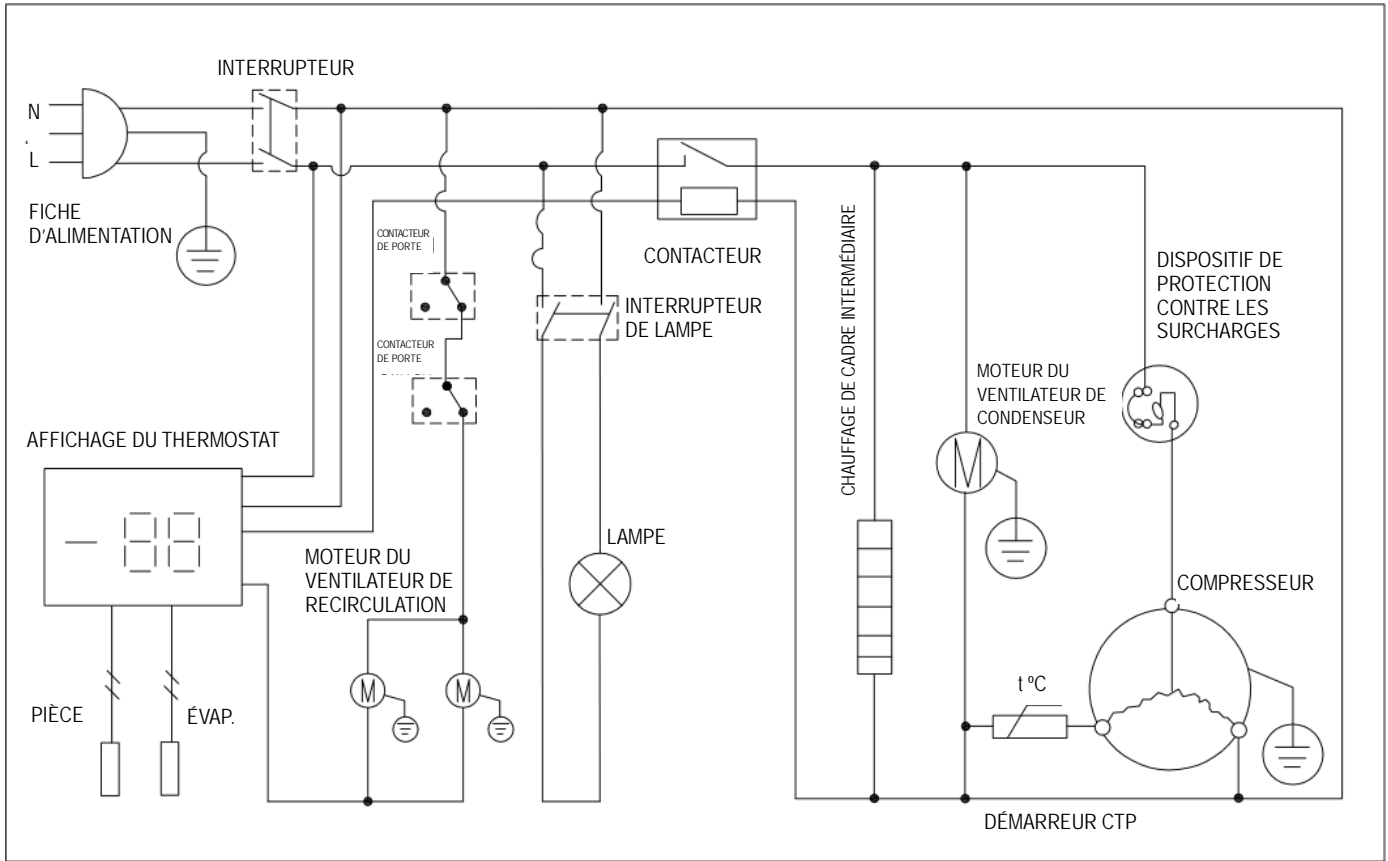 INTERRUPTEUR
N
L
FICHE
D'ALIMENTATION
CONTACTEUR
DE PORTE
CONTACTEUR
DE PORTE
CONTACTEUR
INTERRUPTEUR
DE LAMPE
CHAUFFAGE DE CADRE INTERMÉDIAIRE
DISPOSITIF DE
PROTECTION
CONTRE LES
SURCHARGES
MOTEUR DU
VENTILATEUR DE
CONDENSEUR
M
AFFICHAGE DU THERMOSTAT
MOTEUR DU
VENTILATEUR DE
RECIRCULATION
M
M
LAMPE
COMPRESSEUR
PIÈCE
ÉVAP.
t ºC
DÉMARREUR CTP